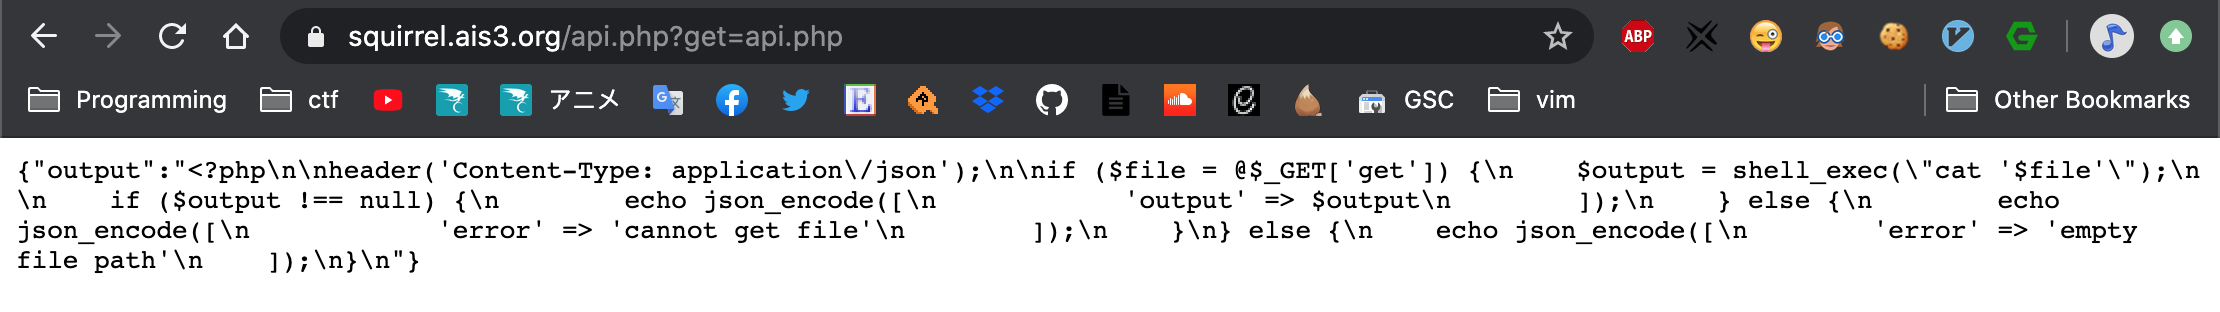 squirrel.ais3.org/api.php?get=api.php
ABP
Programming
ctf
アニメ
GSC
vim
Other Bookmarks
{"output":"<?php\n\nheader('Content-Type: application\/json');\n\nif ($file = @$_GET['get']) {\n    $output = shell_exec(\"cat '$file'\");\n
\n    if ($output !== null) {\n        echo json_encode([\n            'output' => $output\n        ]);\n    } else {\n        echo
json_encode([\n            'error' => 'cannot get file'\n        ]);\n    }\n} else {\n    echo json_encode([\n        'error' => 'empty
file path'\n    ]);\n}\n"}